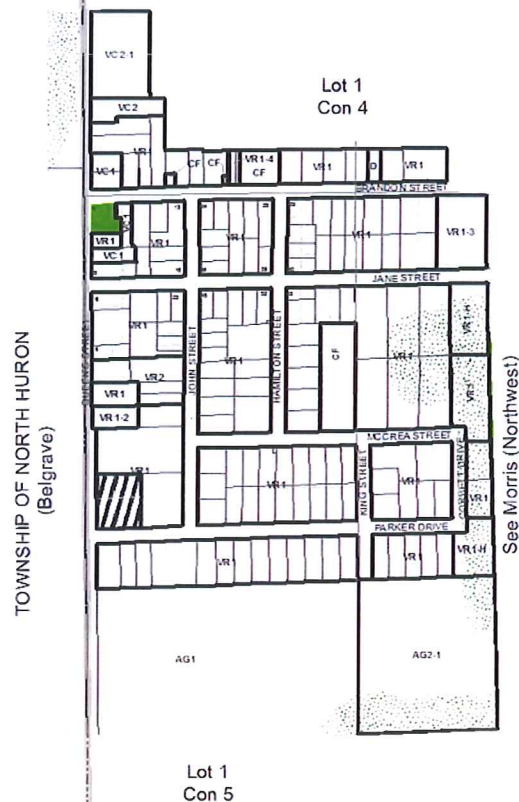 VC2-1
Lot 1
Con 4
VC2
VR1
CF
CF
VR1-4
CF
VR1
D
VR1
VC1
BRANDON STREET
VR1
VC1
VR1
VR1
VR1
VR1-3
JANE STREET
VR1
VR1
CF
VR1
VR1-H
QUEENS STREET
JOHN STREET
HAMILTON STREET
VR2
VR1
VR1-2
MCCREA STREET
VR1
VR1
KING STREET
VR1
CORBETT DRIVE
VR1
PARKER DRIVE
VR1
VR1
VR1-H
TOWNSHIP OF NORTH HURON
(Belgrave)
See Morris (Northwest)
AG1
AG2-1
Lot 1
Con 5